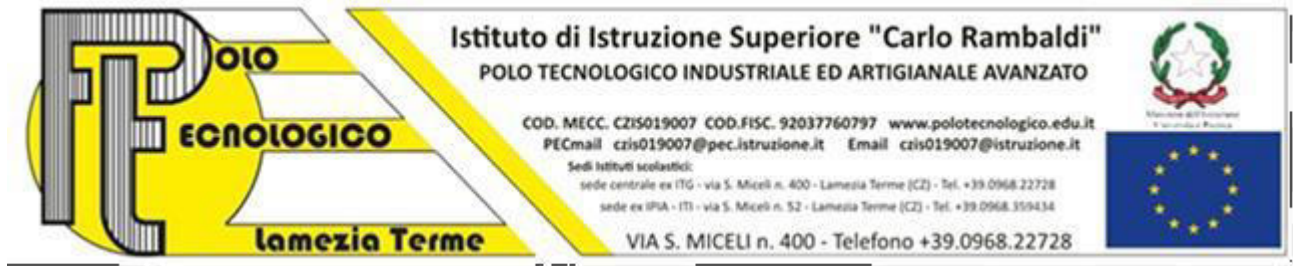 POLO
TECNOLOGICO
Lamezia Terme
Istituto di Istruzione Superiore "Carlo Rambaldi"
POLO TECNOLOGICO INDUSTRIALE ED ARTIGIANALE AVANZATO
COD. MECC. CZIS019007 COD.FISC. 92037760797 www.polotecnologico.edu.it
PECmail czis019007@pec.istruzione.it Email czis019007@istruzione.it
Sedi Istituti scolastici:
sede centrale ex ITG - via S. Miceli n. 400 - Lamezia Terme (CZ) - Tel. +39.0968.22728
sede ex IPIA - ITI - via S. Miceli n. 52 - Lamezia Terme (CZ) - Tel. +39.0968.359434
VIA S. MICELI n. 400 - Telefono +39.0968.22728